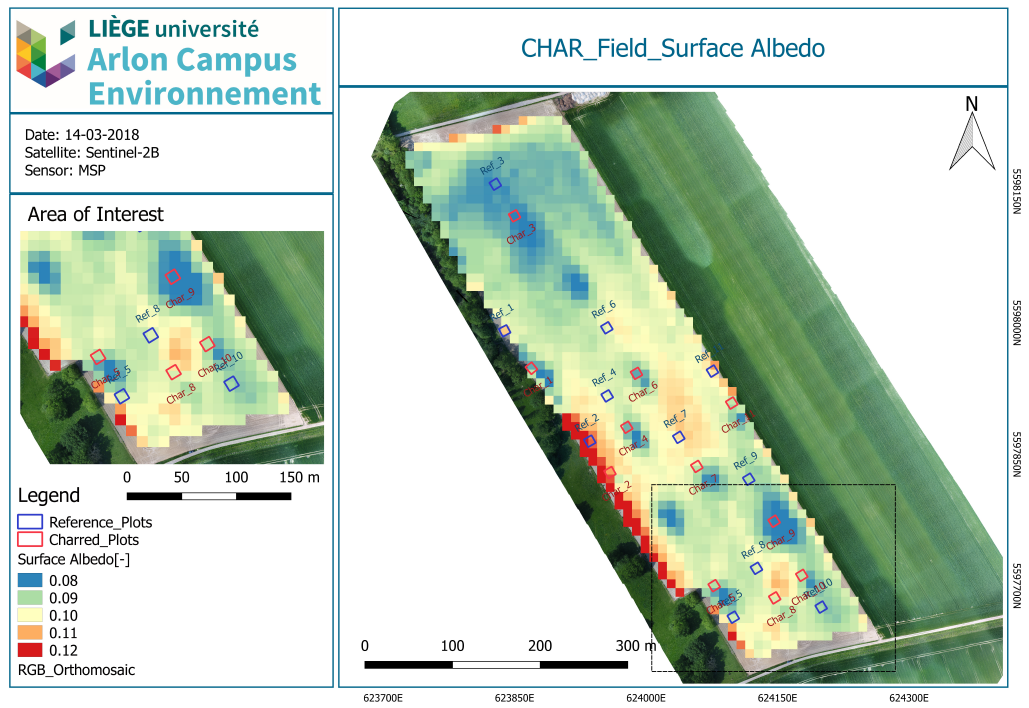 LIÈGE université
Arlon Campus
Environnement
Date: 14-03-2018
Satellite: Sentinel-2B
Sensor: MSP
Area of Interest
Char_9
Ref_8
Ref_10
Char_8
0 50 100 150 m
Legend
Reference_Plots
Charred_Plots
Surface Albedo[-]
0.08
0.09
0.10
0.11
0.12
RGB_Orthomosaic
CHAR_Field_Surface Albedo
N
Ref_3
Char_3
Ref_1
Ref_6
Char_1
Char_6
Ref_4
Ref_2
Char_4
Ref_7
Char_2
Ref_9
Char_9
Ref_8
Char_8
0 100 200 300 m
623700E 623850E 624000E 624150E 624300E
5598150N
5598000N
5597850N
5597700N